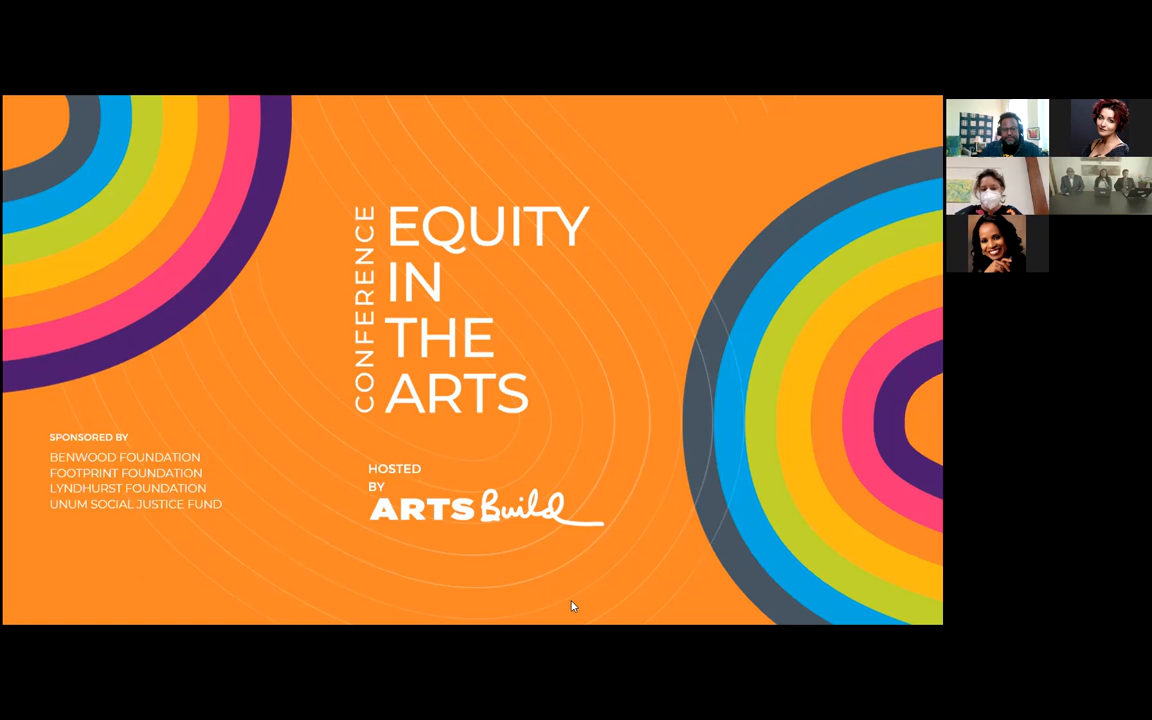 CONFERENCE
EQUITY
IN
THE
ARTS
SPONSORED BY
BENWOOD FOUNDATION
FOOTPRINT FOUNDATION
LYNDHURST FOUNDATION
UNUM SOCIAL JUSTICE FUND
HOSTED
BY
ARTS Build